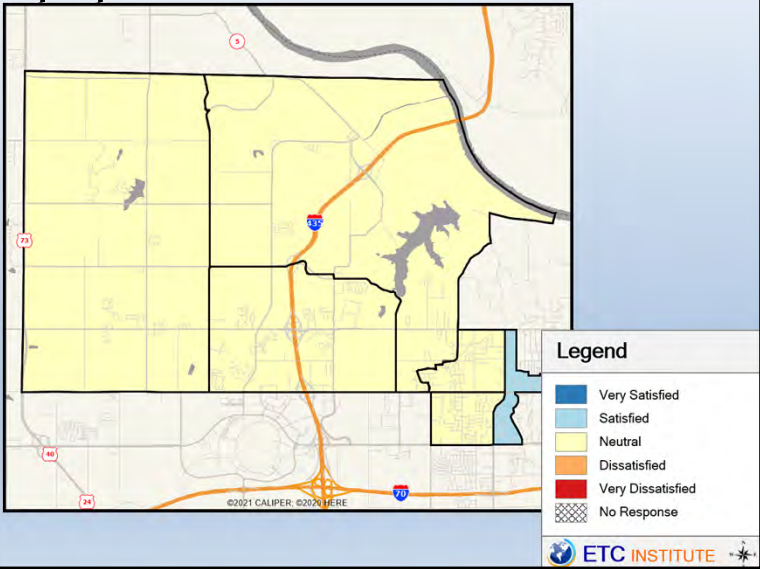 5
435
73
Legend
Very Satisfied
Satisfied
Neutral
Dissatisfied
Very Dissatisfied
No Response
40
24
70
©2021 CALIPER; ©2020 HERE
ETC INSTITUTE